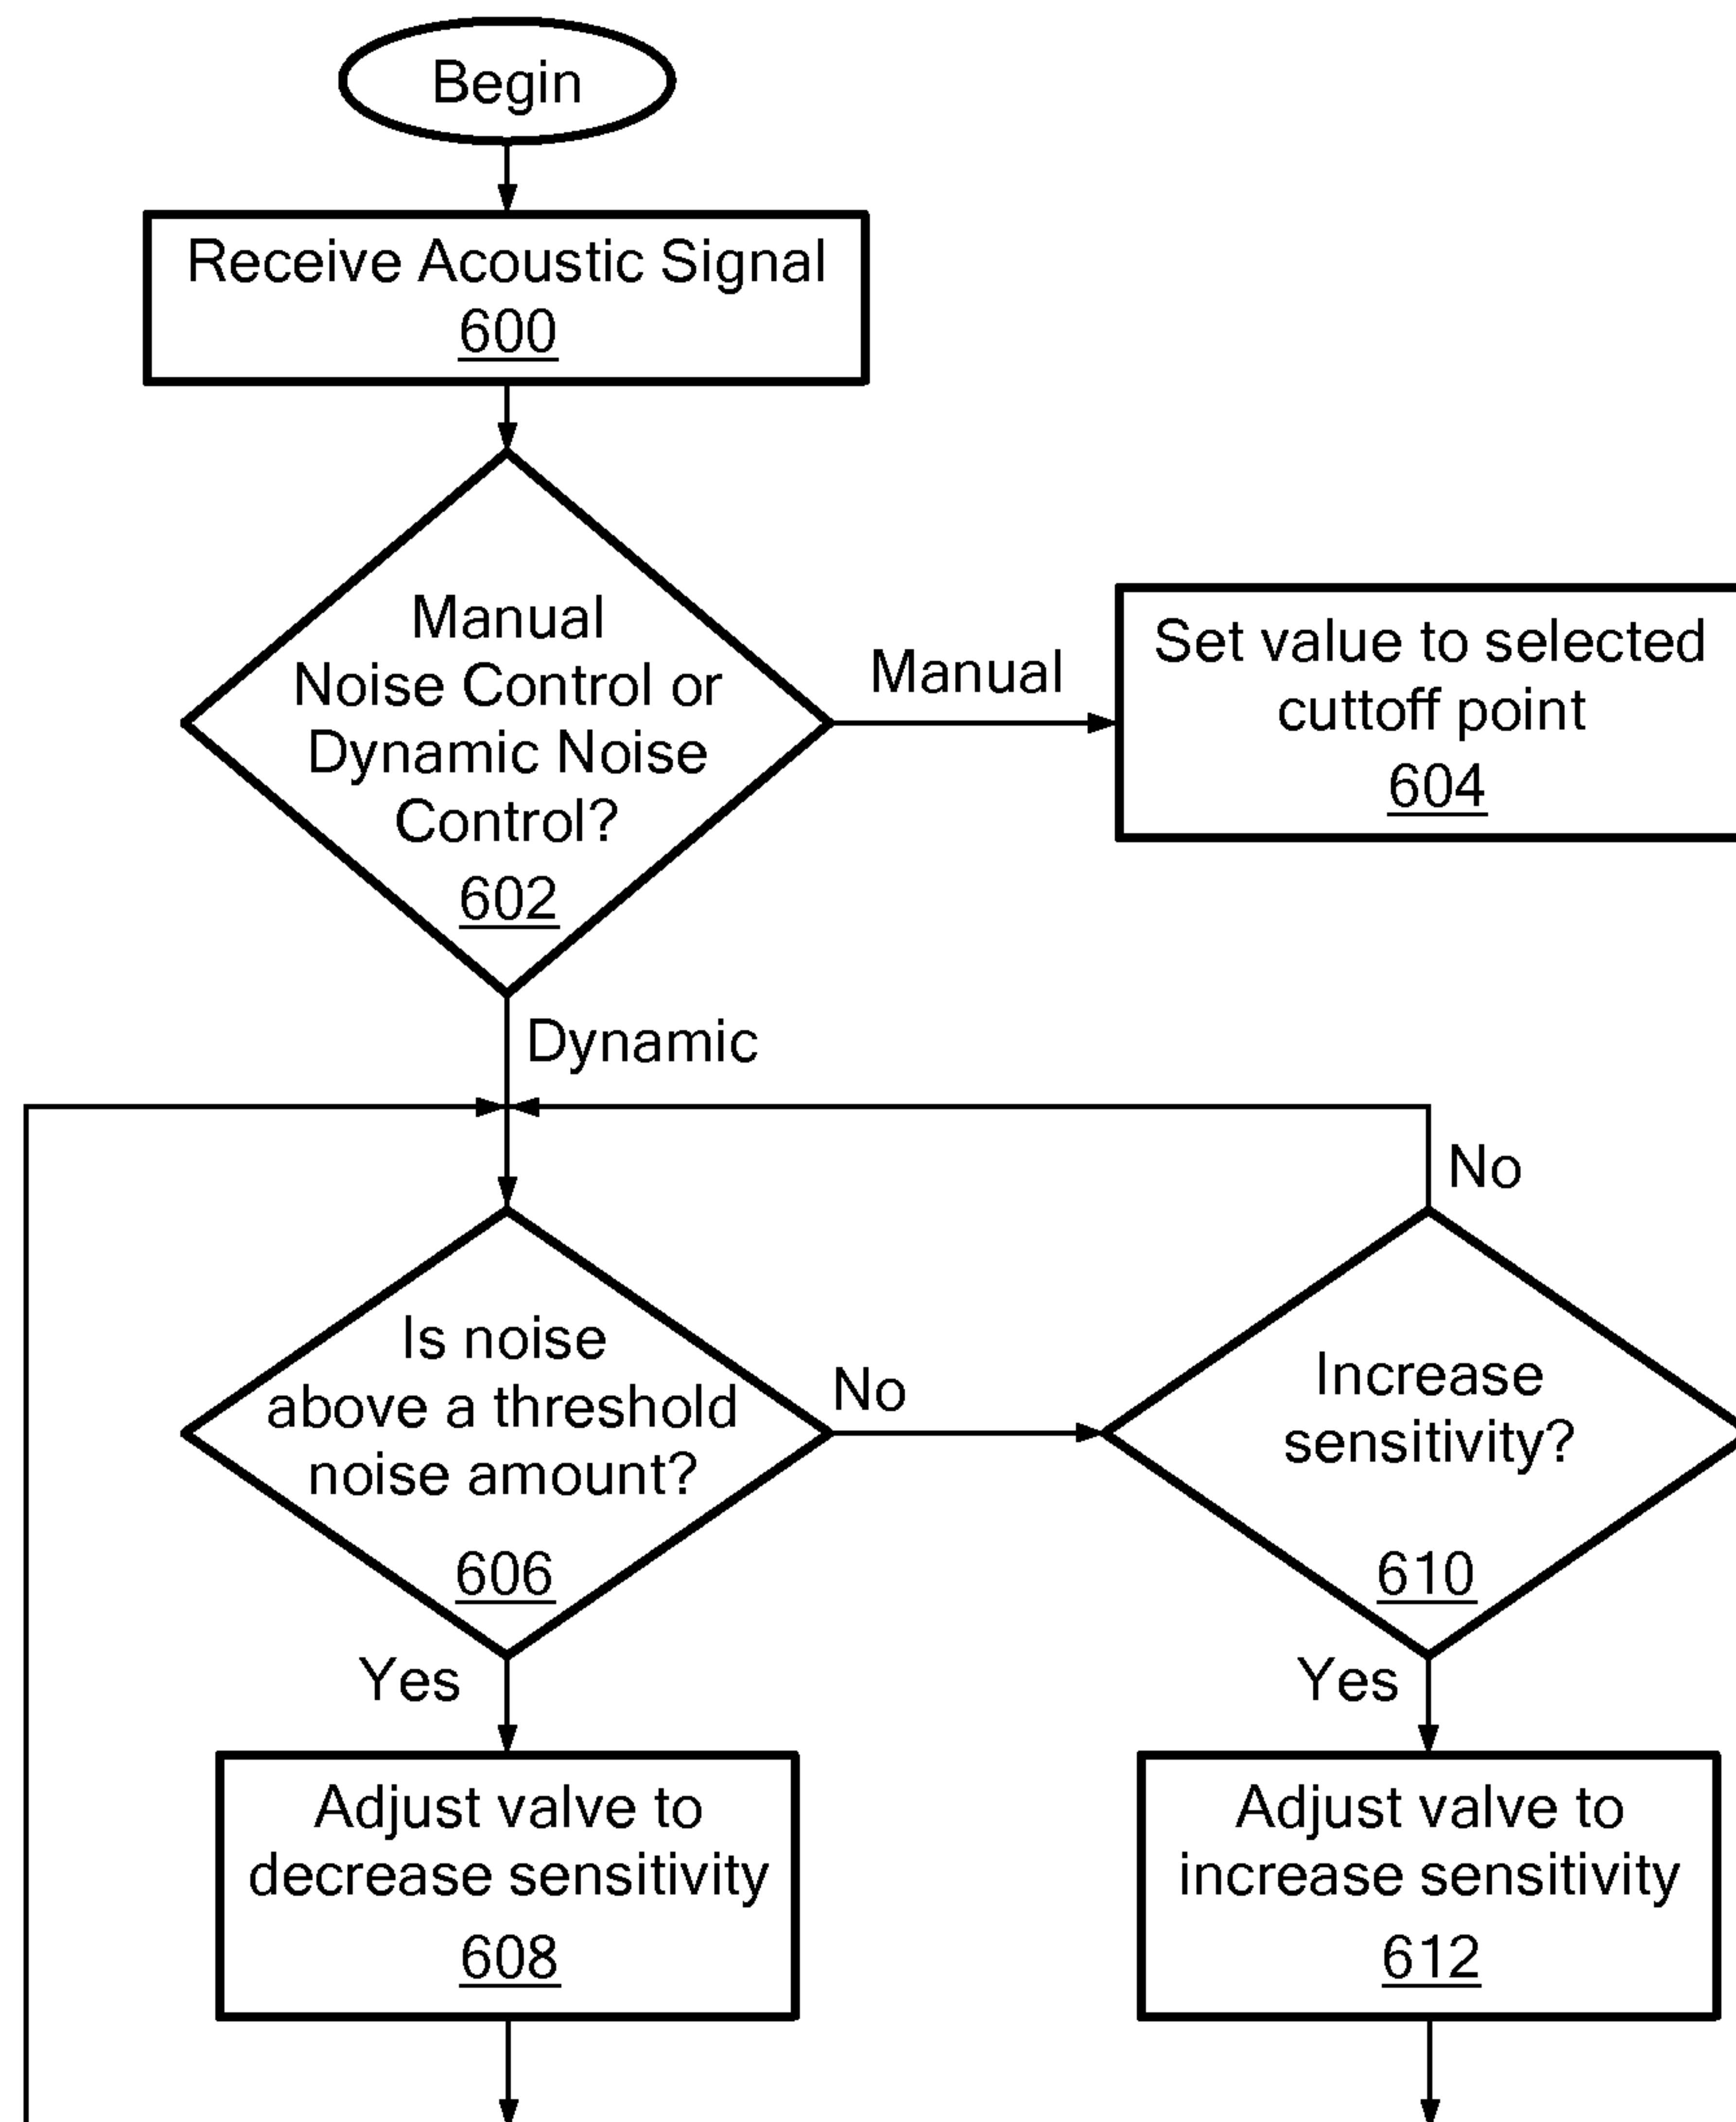 Begin
Receive Acoustic Signal
600
Manual
Noise Control or
Dynamic Noise
Control?
602
Manual
Set value to selected
cuttoff point
604
Dynamic
No
Is noise
above a threshold
noise amount?
606
No
Increase
sensitivity?
610
Yes
Yes
Adjust valve to
decrease sensitivity
608
Adjust valve to
increase sensitivity
612